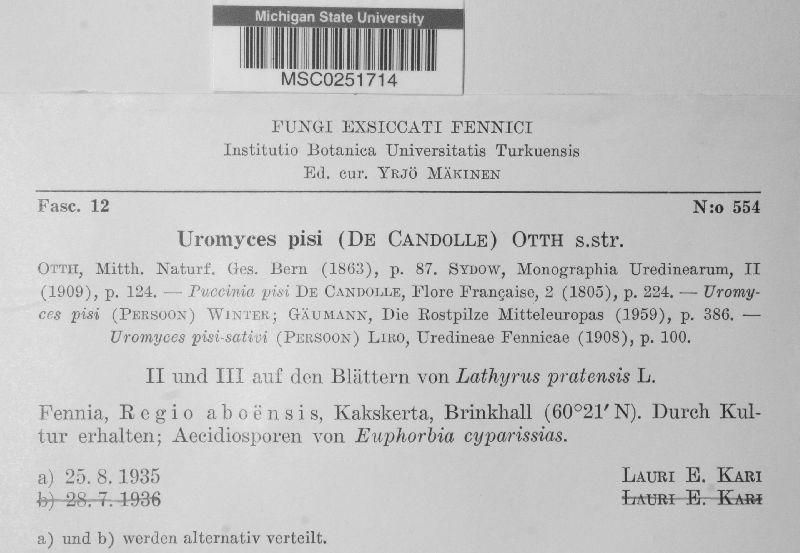 Michigan State University
MSC0251714
FUNGI EXSICCATI FENNICI
Institutio Botanica Universitatis Turkuensis
Ed. cur. YRJÖ MÄKINEN
Fasc. 12 N:o 554
Uromyces pisi (DE CANDOLLE) OTTH s.str.
OTTH, Mitth. Naturf. Ges. Bern (1863), p. 87. SYDOW, Monographia Uredinearum, II
(1909), p. 124. — Puccinia pisi DE CANDOLLE, Flore Française, 2 (1805), p. 224. — Uromy-
ces pisi (PERSOON) WINTER; GÄUMANN, Die Rostpilze Mitteleuropas (1959), p. 386. —
Uromyces pisi-sativi (PERSOON) LIRO, Uredineae Fennicae (1908), p. 100.
II und III auf den Blättern von Lathyrus pratensis L.
Fennia, Regio aboënsis, Kakskerta, Brinkhall (60°21′ N). Durch Kul-
tur erhalten; Aecidiosporen von Euphorbia cyparissias.
a) 25. 8. 1935 LAURI E. KARI
b) 28. 7. 1936 LAURI E. KARI
a) und b) werden alternativ verteilt.